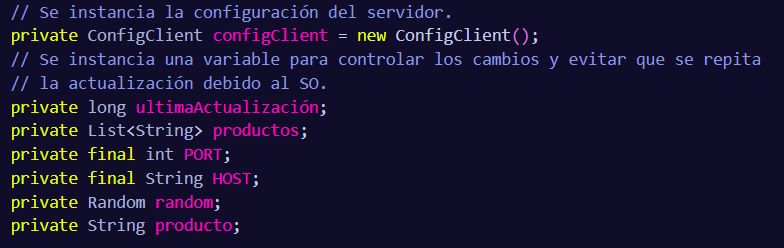 // Se instancia la configuración del servidor.
private ConfigClient configClient = new ConfigClient();
// Se instancia una variable para controlar los cambios y evitar que se repita
// la actualización debido al SO.
private long ultimaActualización;
private List<String> productos;
private final int PORT;
private final String HOST;
private Random random;
private String producto;